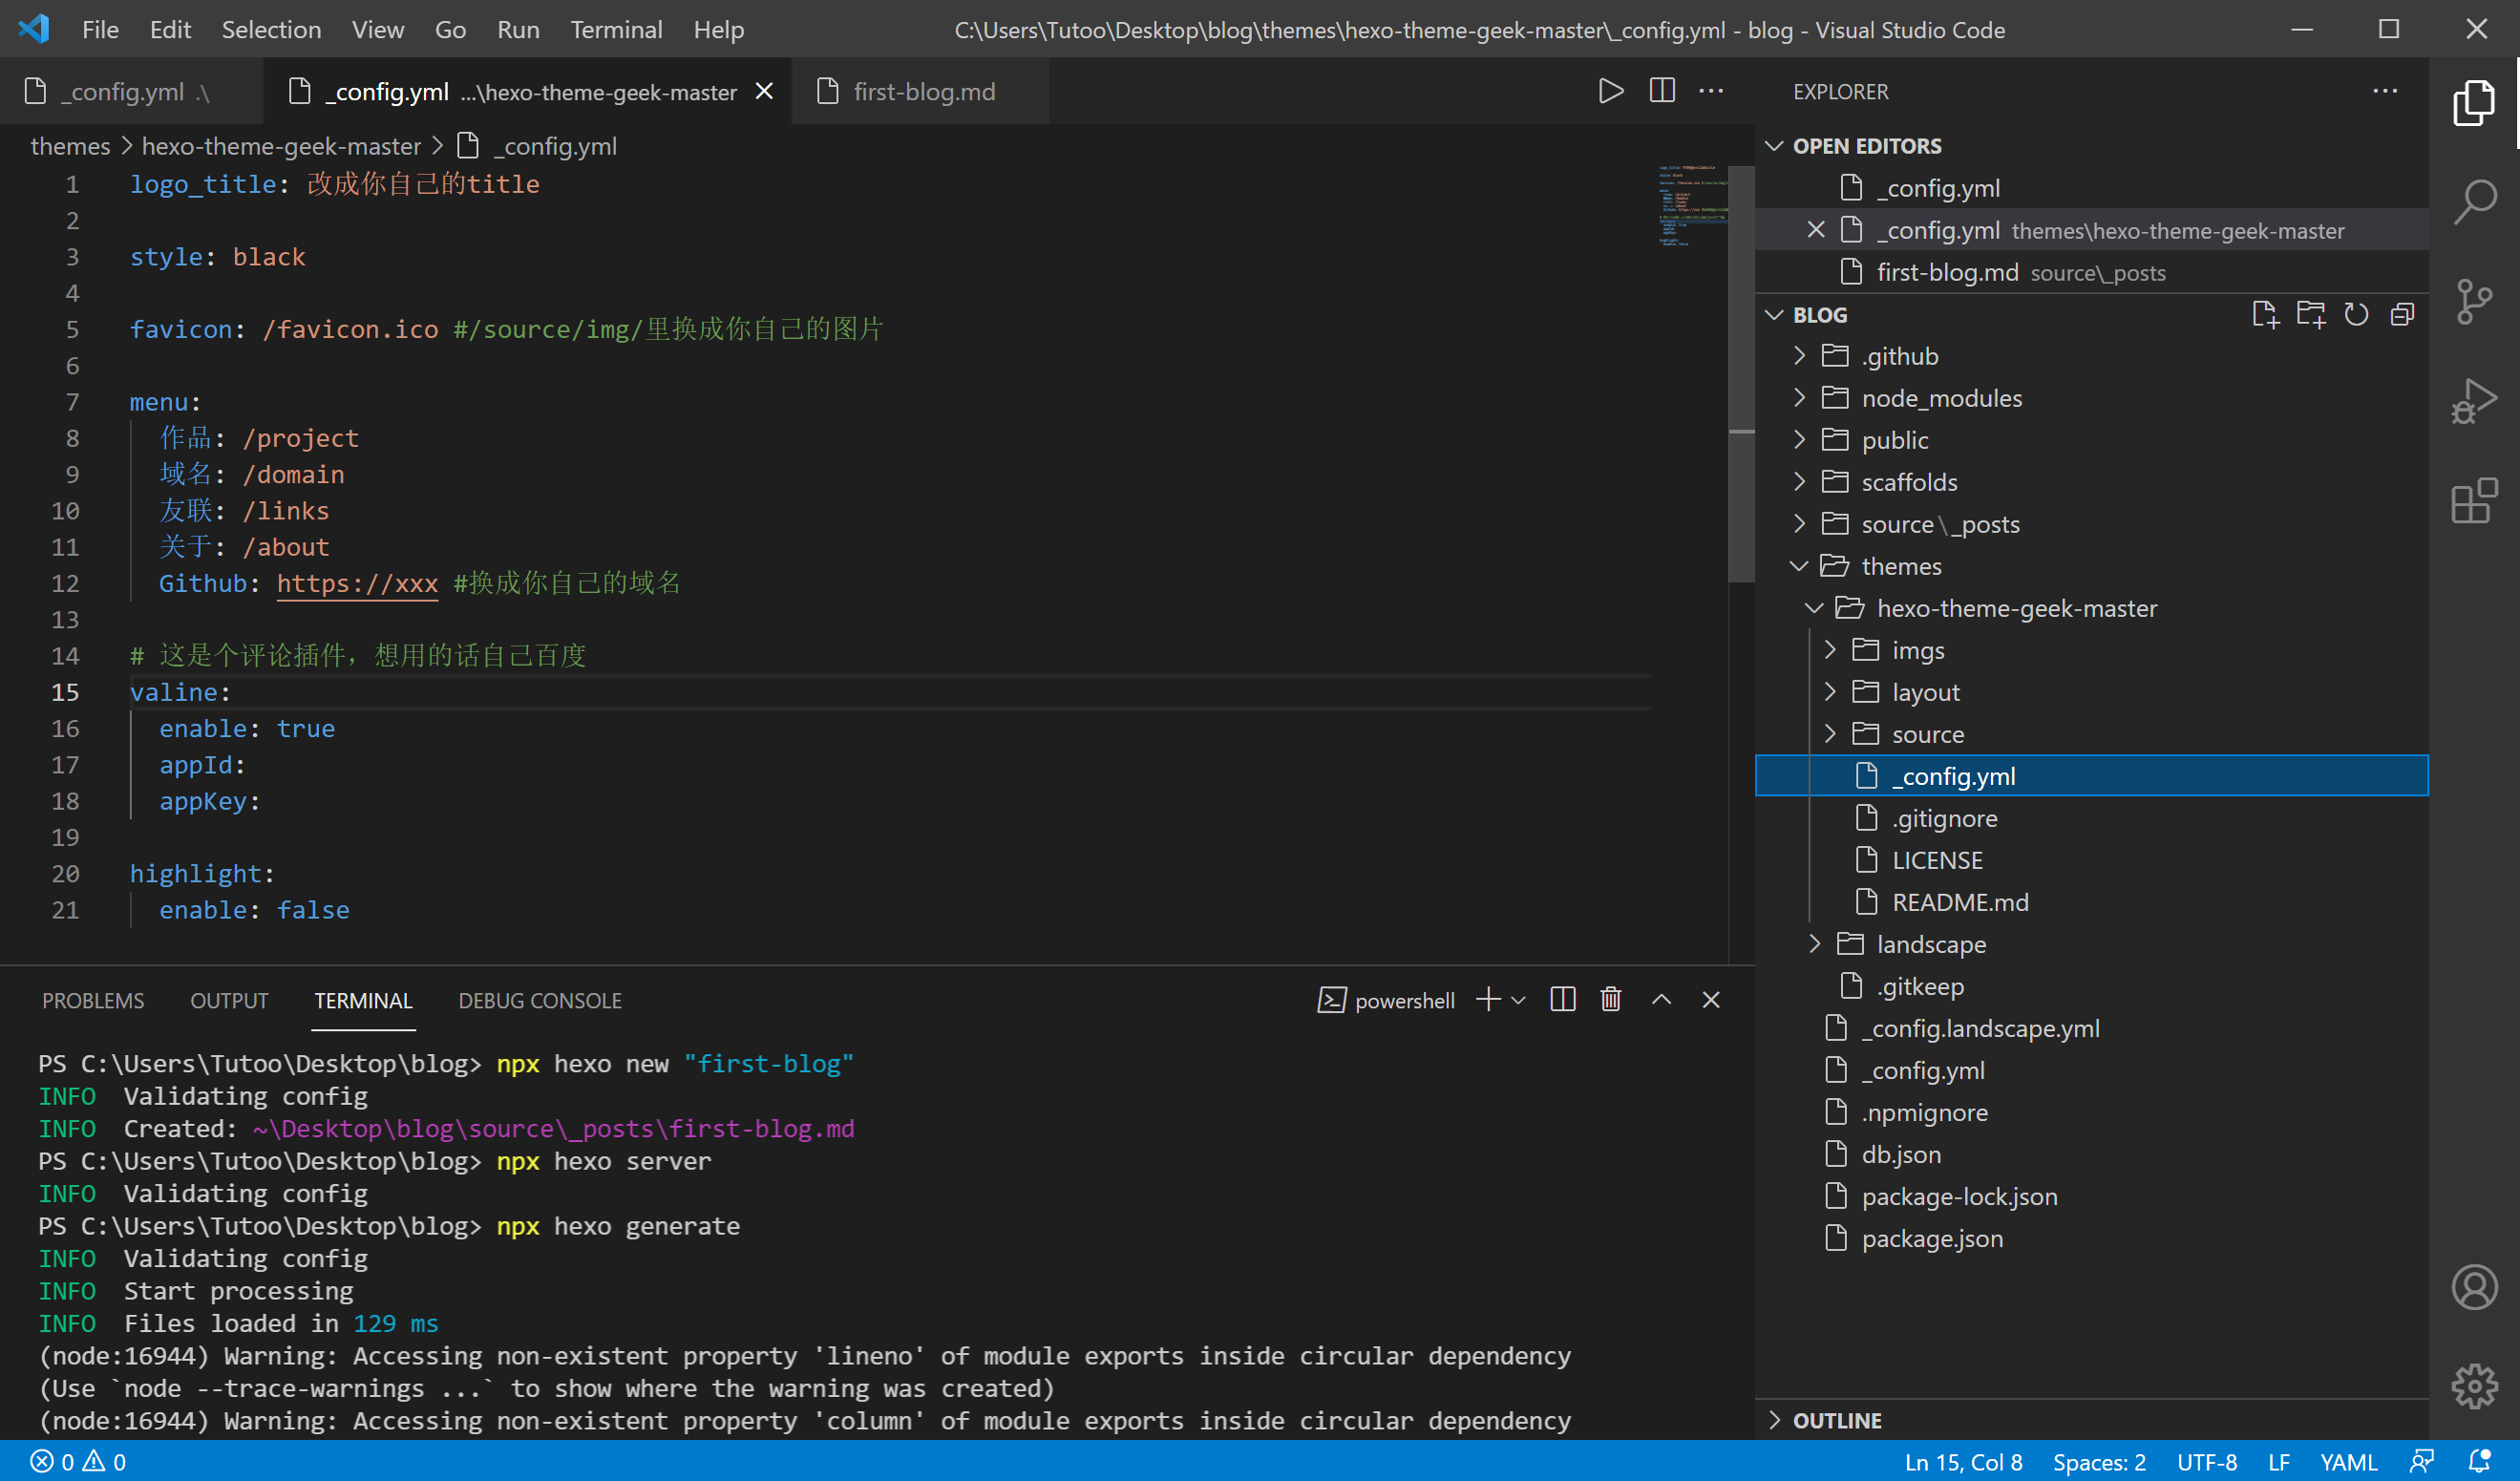 File Edit Selection View Go Run Terminal Help
C:\Users\Tutoo\Desktop\blog\themes\hexo-theme-geek-master\_config.yml - blog - Visual Studio Code
_config.yml .\
_config.yml ...\hexo-theme-geek-master
first-blog.md
themes > hexo-theme-geek-master > _config.yml
1 logo_title: 改成你自己的title
2
3 style: black
4
5 favicon: /favicon.ico #/source/img/里换成你自己的图片
6
7 menu:
8 作品: /project
9 域名: /domain
10 友联: /links
11 关于: /about
12 Github: https://xxx #换成你自己的域名
13
14 # 这是个评论插件，想用的话自己百度
15 valine:
16 enable: true
17 appId:
18 appKey:
19
20 highlight:
21 enable: false
PROBLEMS OUTPUT TERMINAL DEBUG CONSOLE
powershell
PS C:\Users\Tutoo\Desktop\blog> npx hexo new "first-blog"
INFO Validating config
INFO Created: ~\Desktop\blog\source\_posts\first-blog.md
PS C:\Users\Tutoo\Desktop\blog> npx hexo server
INFO Validating config
PS C:\Users\Tutoo\Desktop\blog> npx hexo generate
INFO Validating config
INFO Start processing
INFO Files loaded in 129 ms
(node:16944) Warning: Accessing non-existent property 'lineno' of module exports inside circular dependency
(Use `node --trace-warnings ...` to show where the warning was created)
(node:16944) Warning: Accessing non-existent property 'column' of module exports inside circular dependency
EXPLORER
OPEN EDITORS
_config.yml
_config.yml themes\hexo-theme-geek-master
first-blog.md source\_posts
BLOG
.github
node_modules
public
scaffolds
source\_posts
themes
hexo-theme-geek-master
imgs
layout
source
_config.yml
.gitignore
LICENSE
README.md
landscape
.gitkeep
_config.landscape.yml
_config.yml
.npmignore
db.json
package-lock.json
package.json
OUTLINE
0 0
Ln 15, Col 8 Spaces: 2 UTF-8 LF YAML